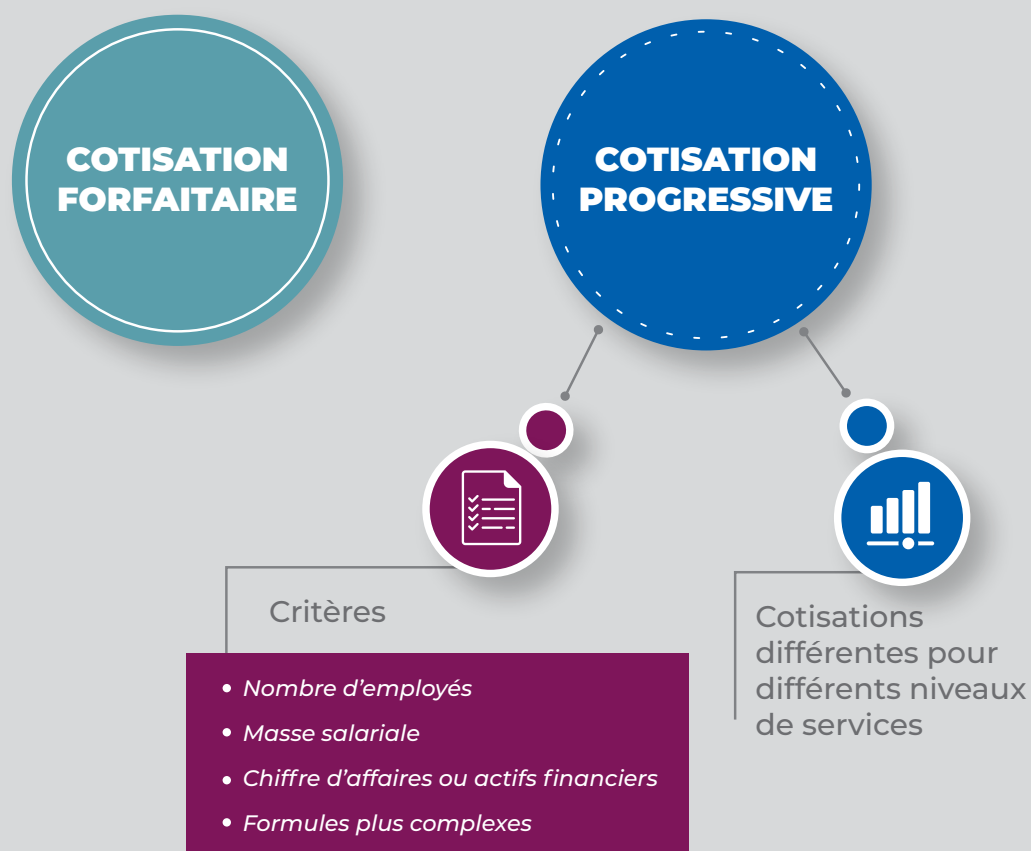 COTISATION
FORFAITAIRE
COTISATION
PROGRESSIVE
Critères
• Nombre d’employés
• Masse salariale
• Chiffre d’affaires ou actifs financiers
• Formules plus complexes
Cotisations
différentes pour
différents niveaux
de services